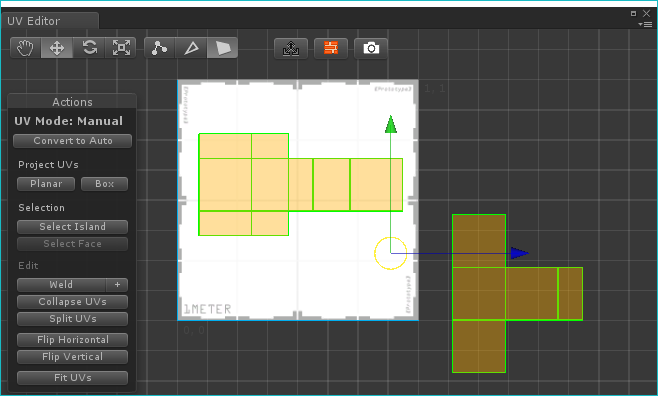 UV Editor
1, 1
Actions
UV Mode: Manual
Convert to Auto
Project UVs
Planar
Box
Selection
Select Island
Select Face
Edit
Weld
+
Collapse UVs
Split UVs
Flip Horizontal
Flip Vertical
Fit UVs
1METER
0, 0